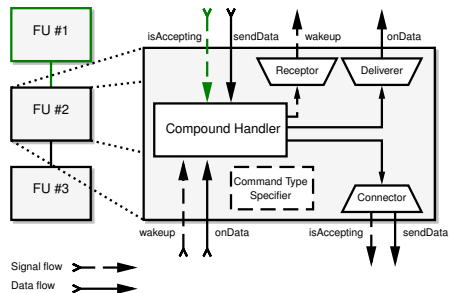 FU #1
FU #2
FU #3
isAccepting
sendData
wakeup
onData
Receptor
Deliverer
Compound Handler
Command Type
Specifier
Connector
wakeup
onData
isAccepting
sendData
Signal flow
Data flow